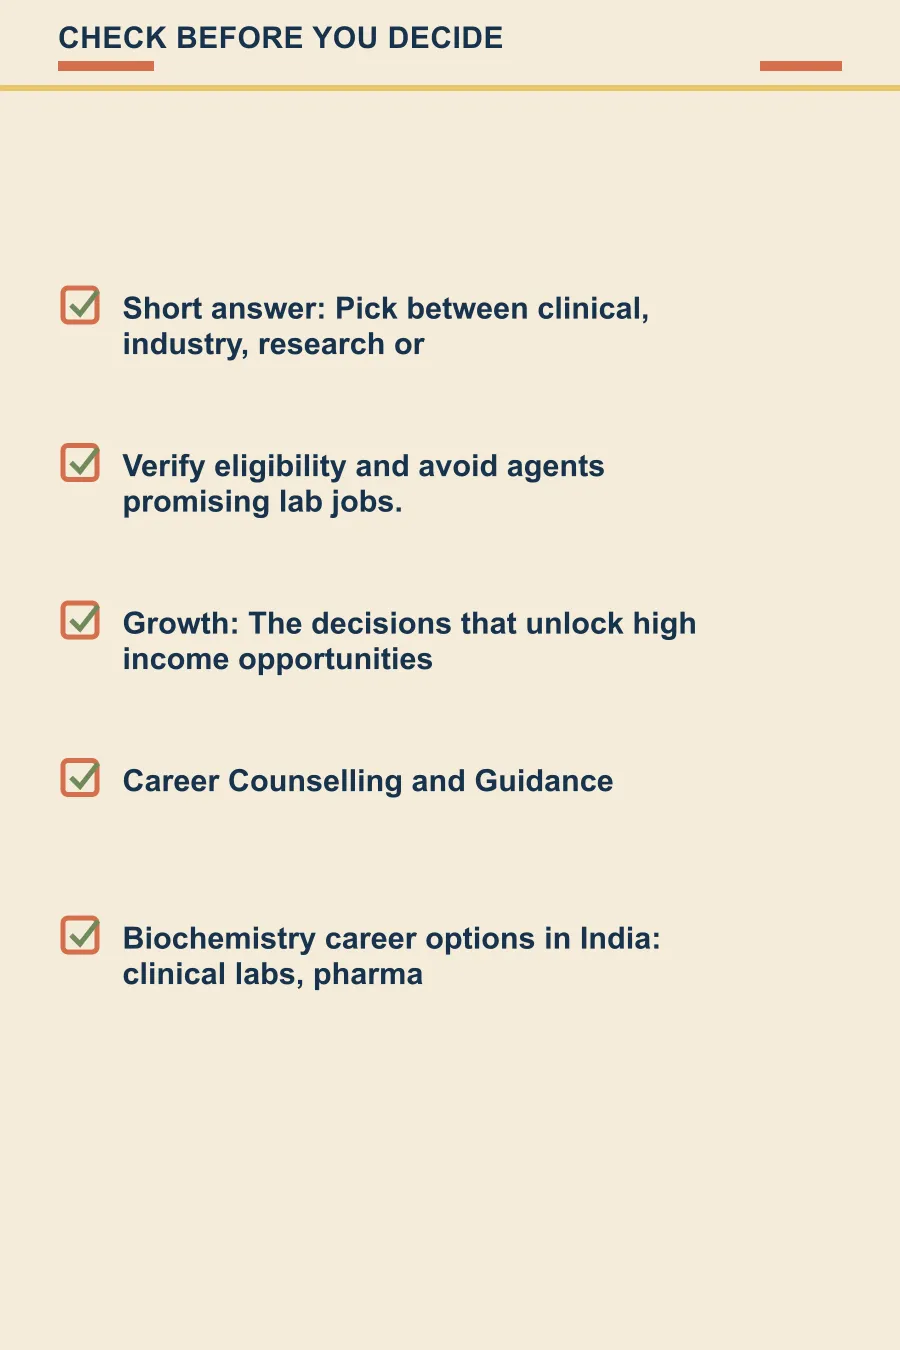 CHECK BEFORE YOU DECIDE
Short answer: Pick between clinical,
industry, research or
Verify eligibility and avoid agents
promising lab jobs.
Growth: The decisions that unlock high
income opportunities
Career Counselling and Guidance
Biochemistry career options in India:
clinical labs, pharma